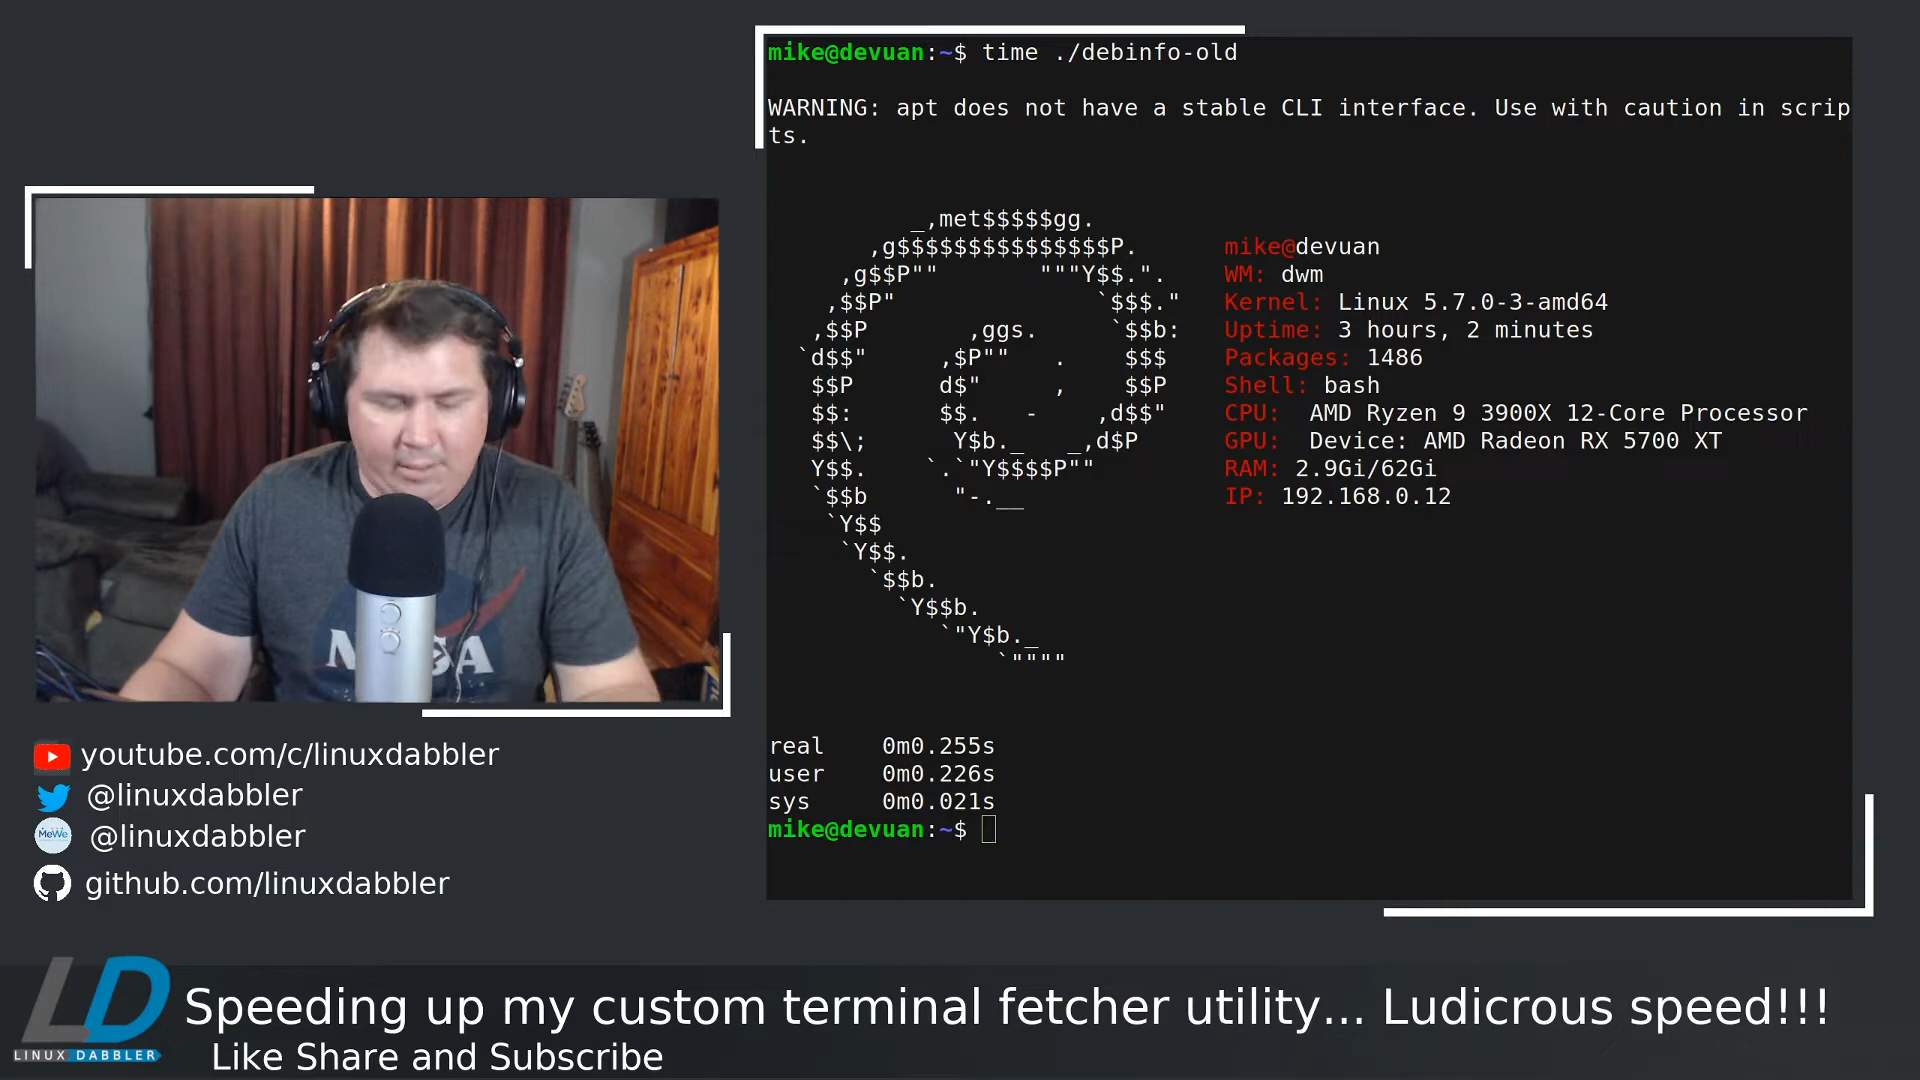 mike@devuan:~$ time ./debinfo-old
WARNING: apt does not have a stable CLI interface. Use with caution in scrip
ts.
       _,met$$$$$gg.
    ,g$$$$$$$$$$$$$$$P.       mike@devuan
  ,g$$P""       """Y$$.".     WM: dwm
 ,$$P"              `$$$."    Kernel: Linux 5.7.0-3-amd64
,$$P       ,ggs.     `$$b:    Uptime: 3 hours, 2 minutes
`d$$"     ,$P""   .    $$$    Packages: 1486
 $$P      d$"     ,    $$P    Shell: bash
 $$:      $$.   -    ,d$$"    CPU:  AMD Ryzen 9 3900X 12-Core Processor
 $$\;      Y$b._   _,d$P      GPU:  Device: AMD Radeon RX 5700 XT
 Y$$.    `.`"Y$$$$P""         RAM: 2.9Gi/62Gi
 `$$b      "-.__              IP: 192.168.0.12
  `Y$$
   `Y$$.
     `$$b.
       `Y$$b.
          `"Y$b._
              `""""
real    0m0.255s
user    0m0.226s
sys     0m0.021s
mike@devuan:~$
NASA
youtube.com/c/linuxdabbler
@linuxdabbler
MeWe @linuxdabbler
github.com/linuxdabbler
LD
LINUX DABBLER
Speeding up my custom terminal fetcher utility... Ludicrous speed!!!
Like Share and Subscribe